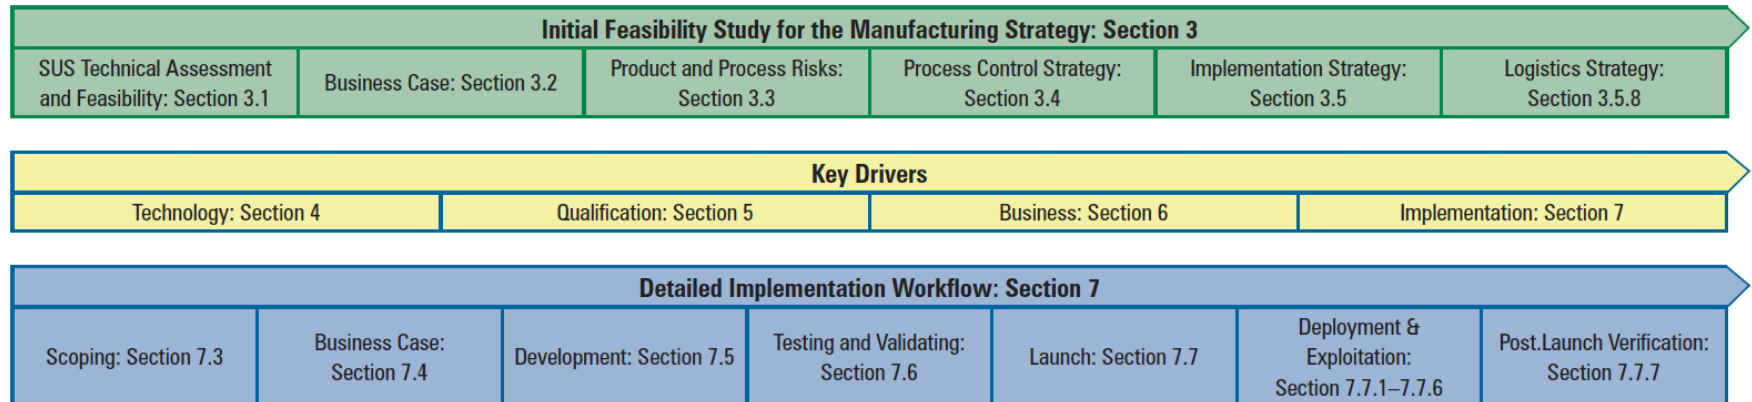 Initial Feasibility Study for the Manufacturing Strategy: Section 3
SUS Technical Assessment
and Feasibility: Section 3.1
Business Case: Section 3.2
Product and Process Risks:
Section 3.3
Process Control Strategy:
Section 3.4
Implementation Strategy:
Section 3.5
Logistics Strategy:
Section 3.5.8
Key Drivers
Technology: Section 4
Qualification: Section 5
Business: Section 6
Implementation: Section 7
Detailed Implementation Workflow: Section 7
Scoping: Section 7.3
Business Case:
Section 7.4
Development: Section 7.5
Testing and Validating:
Section 7.6
Launch: Section 7.7
Deployment &
Exploitation:
Section 7.7.1–7.7.6
Post.Launch Verification:
Section 7.7.7